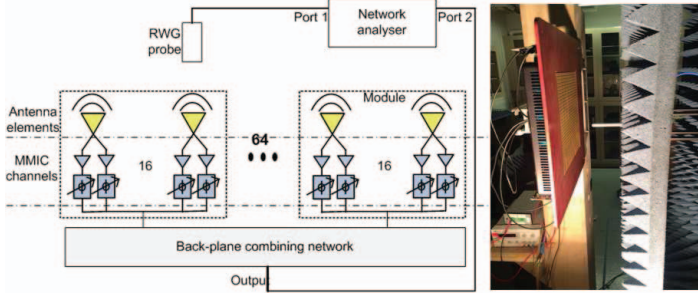 Port 1
Network
analyser
Port 2
RWG
probe
Antenna
elements
Module
64
MMIC
channels
16
16
Back-plane combining network
Output